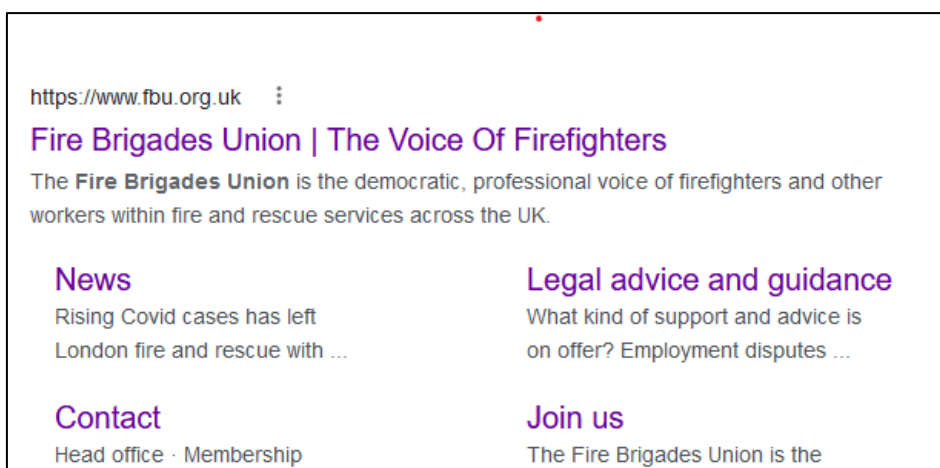 https://www.fbu.org.uk
Fire Brigades Union | The Voice Of Firefighters
The Fire Brigades Union is the democratic, professional voice of firefighters and other
workers within fire and rescue services across the UK.
News
Rising Covid cases has left
London fire and rescue with ...
Legal advice and guidance
What kind of support and advice is
on offer? Employment disputes ...
Contact
Head office · Membership
Join us
The Fire Brigades Union is the